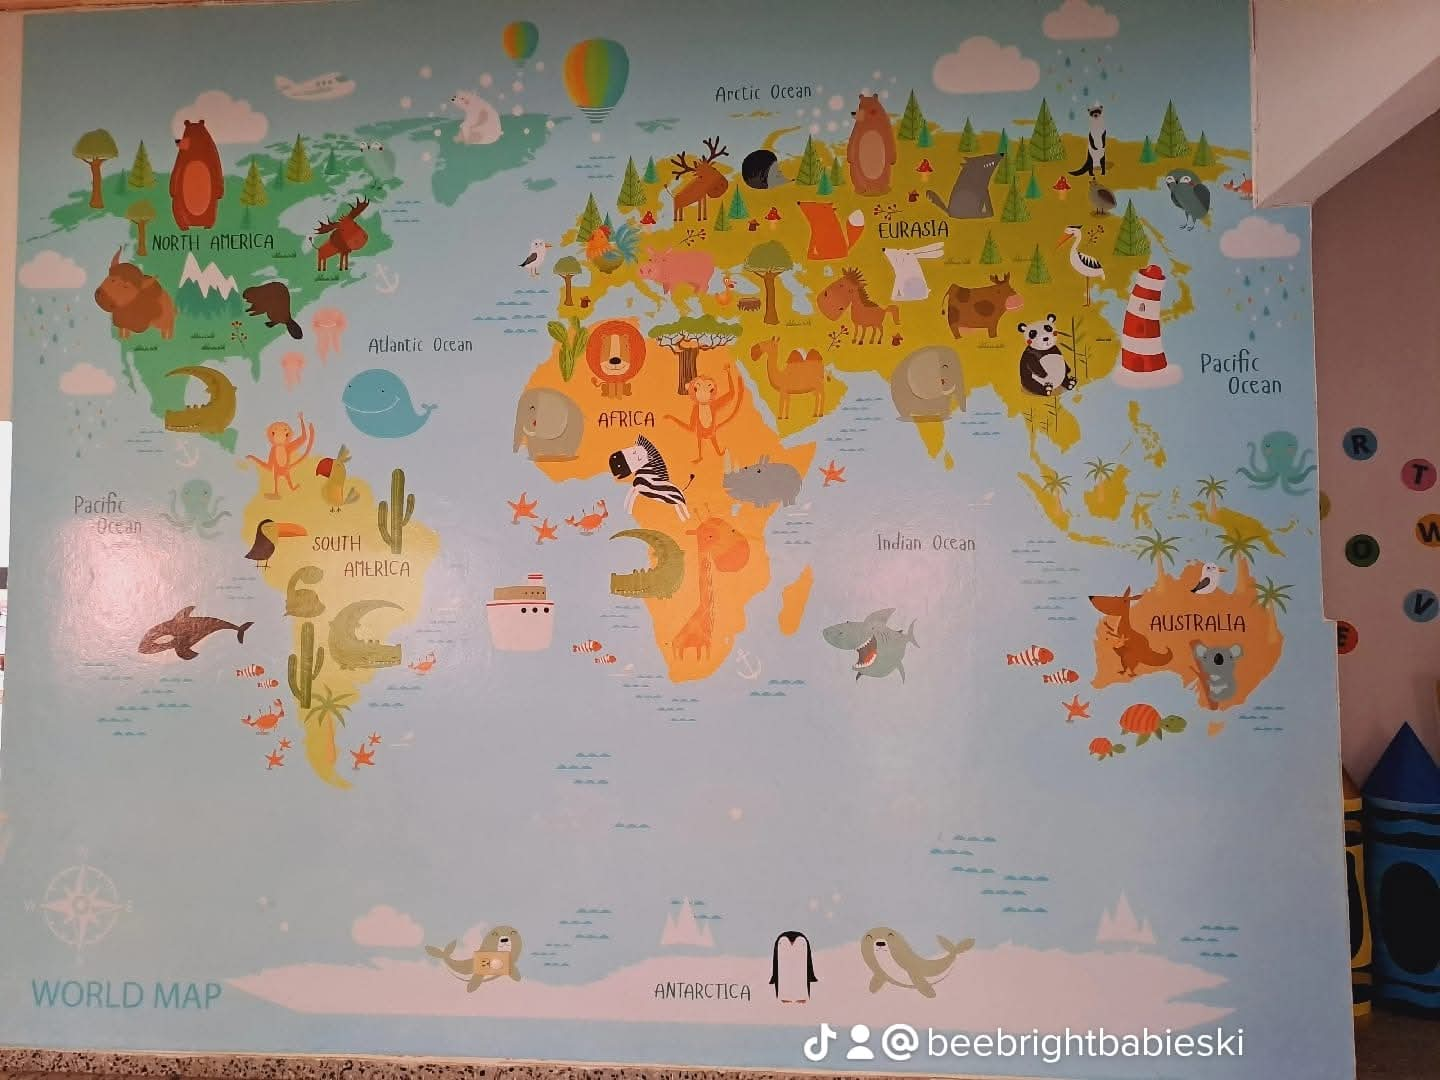 Arctic Ocean
NORTH AMERICA
EURASIA
Atlantic Ocean
Pacific
Ocean
AFRICA
Pacific
Ocean
SOUTH
AMERICA
Indian Ocean
AUSTRALIA
R
T
O
W
V
E
N
W
E
S
WORLD MAP
ANTARCTICA
@beebrightbabieski